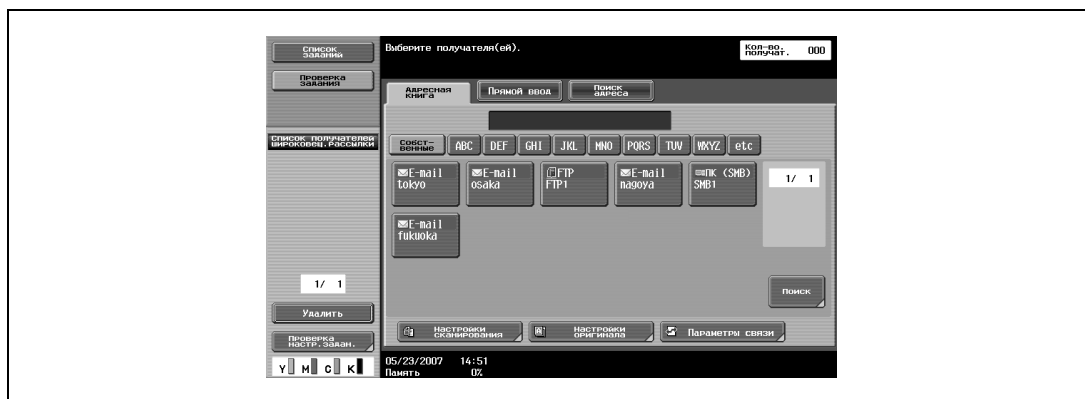 Список
заданий
Проверка
задания
Список получателей
широковещ.рассылки
1/ 1
Удалить
Проверка
настр.задан.
Y M C K
Выберите получателя(ей).
Кол-во.
получат. 000
Адресная
книга
Прямой ввод
Поиск
адреса
Собст-
венные ABC DEF GHI JKL MNO PQRS TUV WXYZ etc
E-mail
tokyo
E-mail
osaka
FTP
FTP1
E-mail
nagoya
ПК (SMB)
SMB1
1/ 1
E-mail
fukuoka
Поиск
Настройки
сканирования
Настройки
оригинала
Параметры связи
05/23/2007 14:51
Память 0%